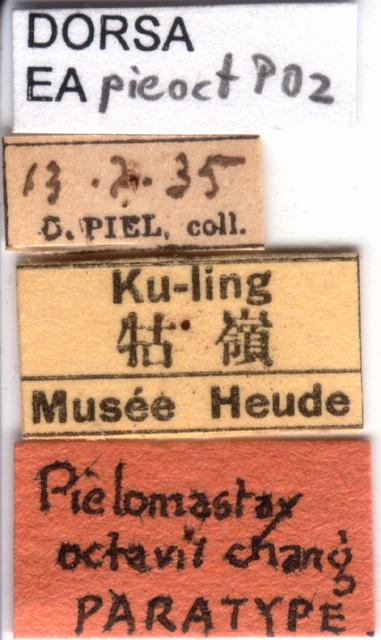 DORSA
EA pieoct P02
13.7.35
O. PIEL, coll.
Ku-ling
牯嶺
Musée Heude
Pielomastax
octavii chang
PARATYPE